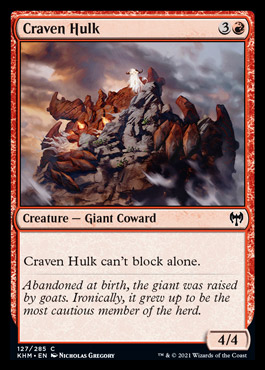 Craven Hulk 3
Creature — Giant Coward
Craven Hulk can't block alone.
Abandoned at birth, the giant was raised
by goats. Ironically, it grew up to be the
most cautious member of the herd.
4/4
127/285 C
KHM • EN Nicholas Gregory ™ & © 2021 Wizards of the Coast